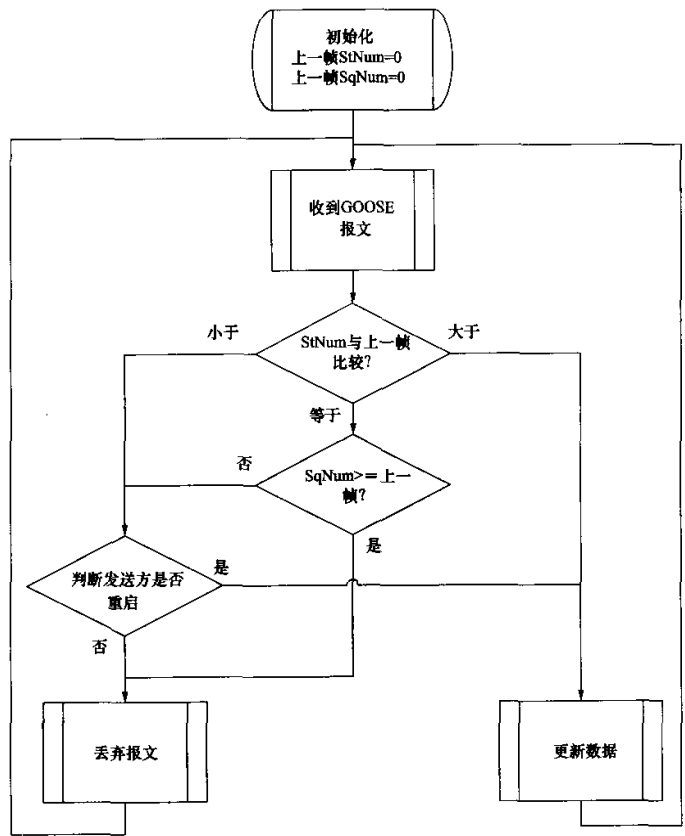 初始化
上一帧StNum=0
上一帧SqNum=0
收到GOOSE
报文
小于
StNum与上一帧
比较?
大于
等于
否
SqNum>=上一
帧?
是
判断发送方是否
重启
是
否
丢弃报文
更新数据